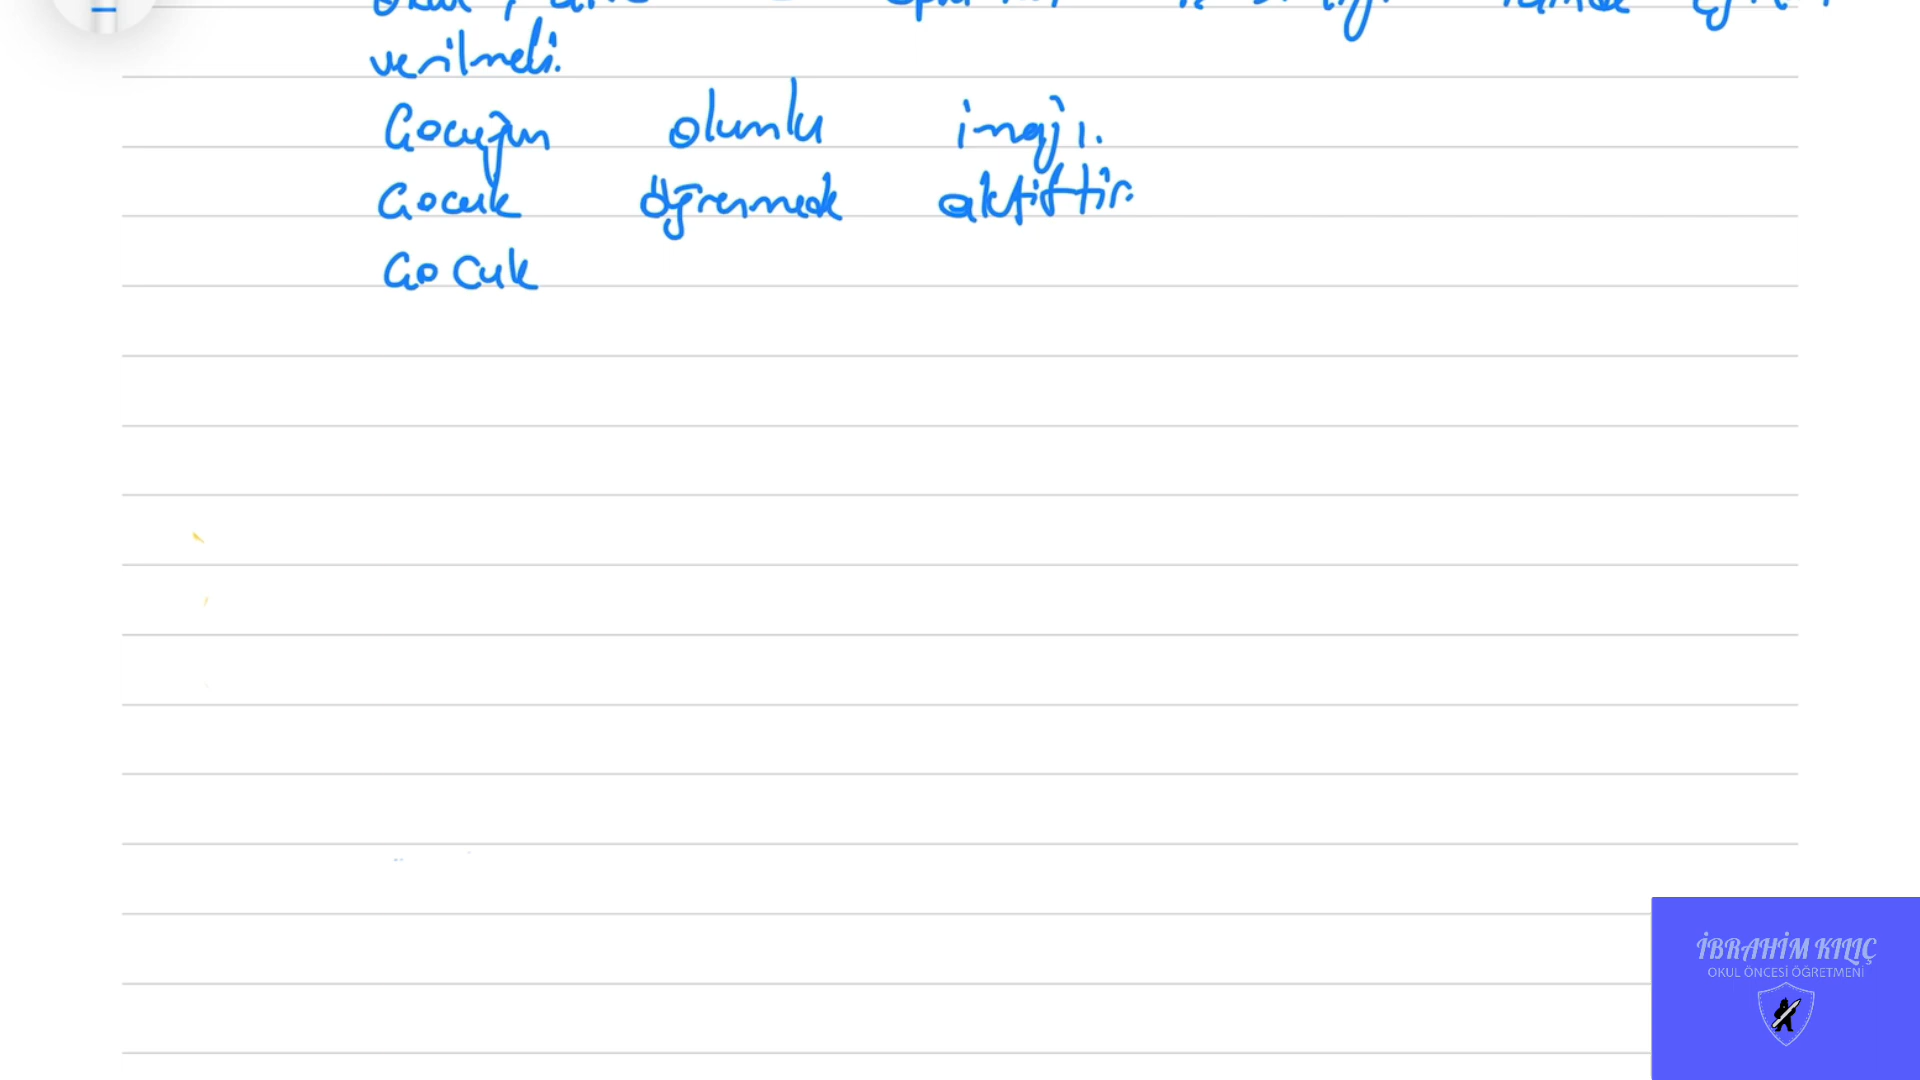 verilmeli.
Çocuğun olumlu imajı.
Çocuk öğrenmede aktiftir.
Çocuk
İBRAHİM KILIÇ
OKUL ÖNCESİ ÖĞRETMENİ